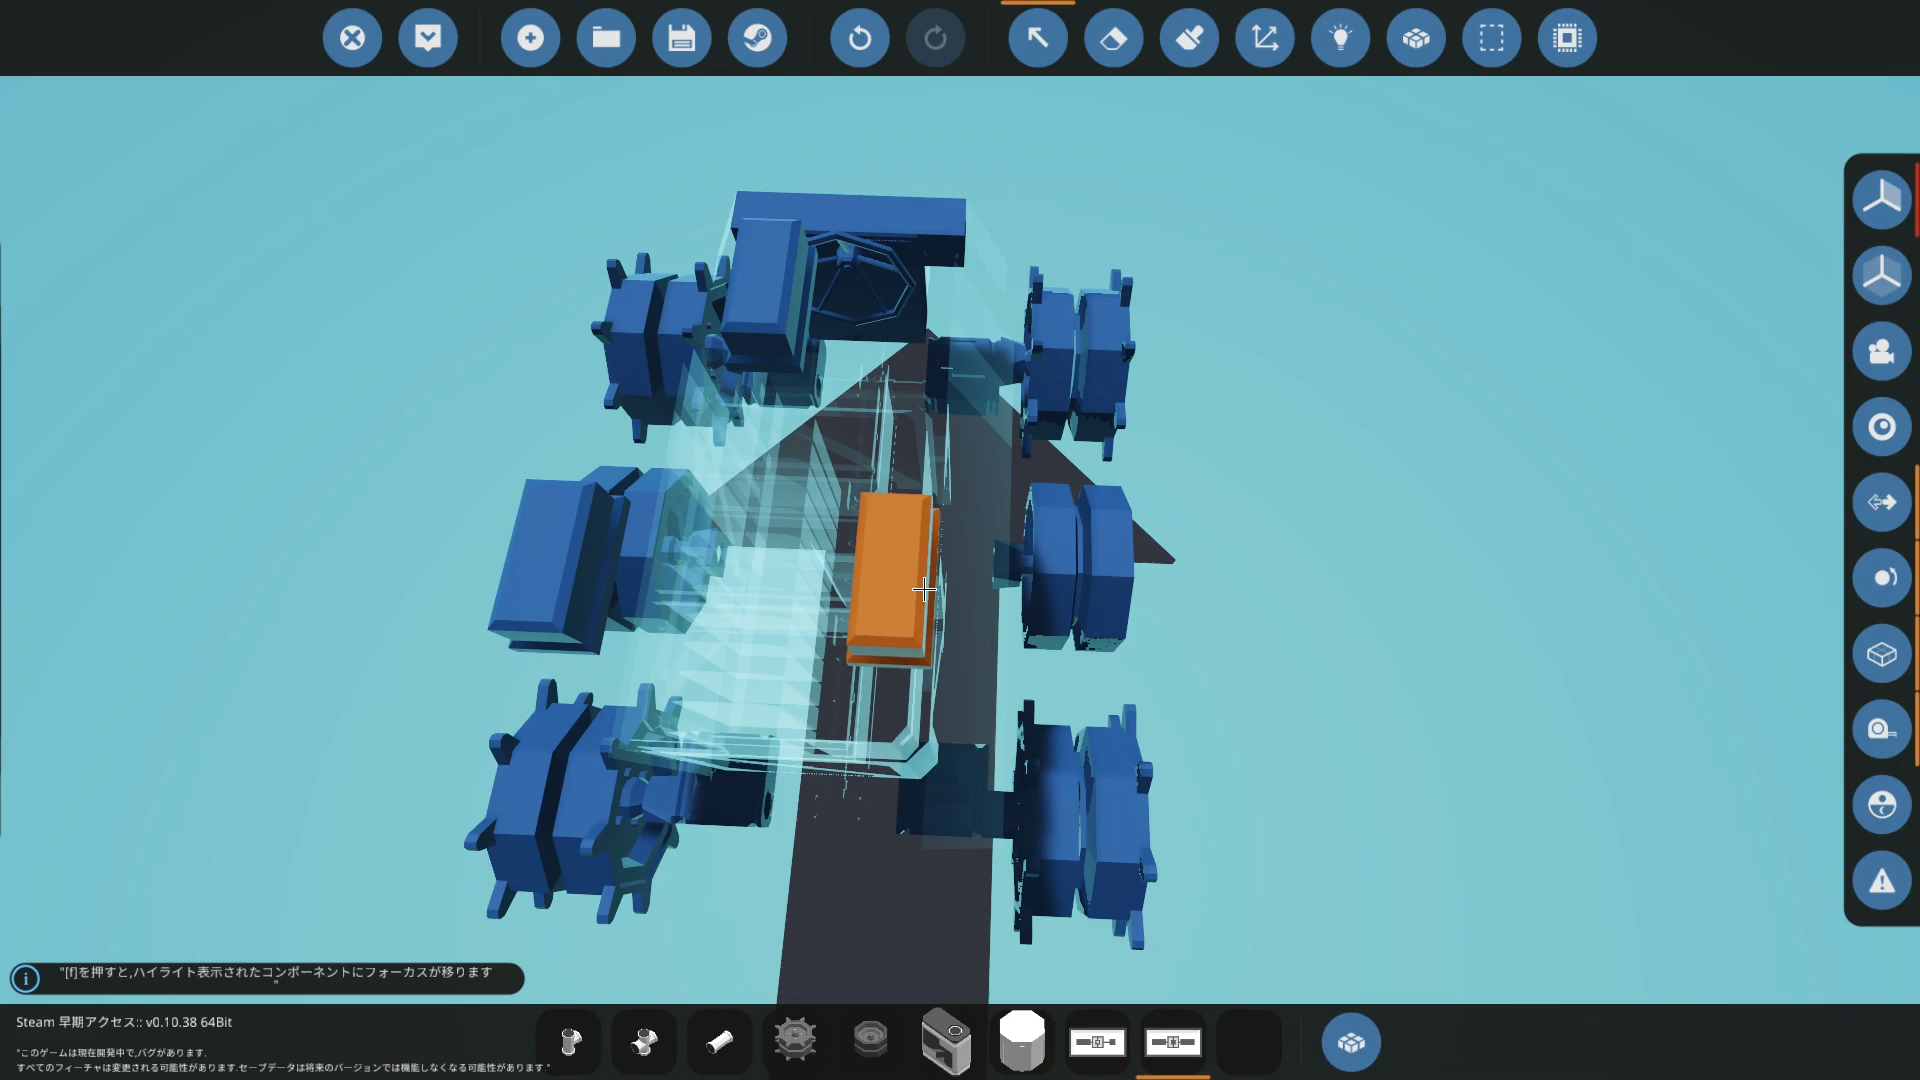 "[f]を押すと,ハイライト表示されたコンポーネントにフォーカスが移ります
"
Steam 早期アクセス:: v0.10.38 64Bit
"このゲームは現在開発中で,バグがあります.
すべてのフィーチャは変更される可能性があります.セーブデータは将来のバージョンでは機能しなくなる可能性があります."